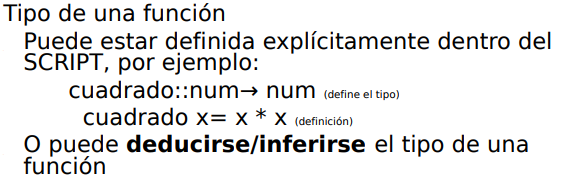 Tipo de una función
Puede estar definida explícitamente dentro del
SCRIPT, por ejemplo:
cuadrado::num→ num (define el tipo)
cuadrado x= x * x (definición)
O puede deducirse/inferirse el tipo de una
función